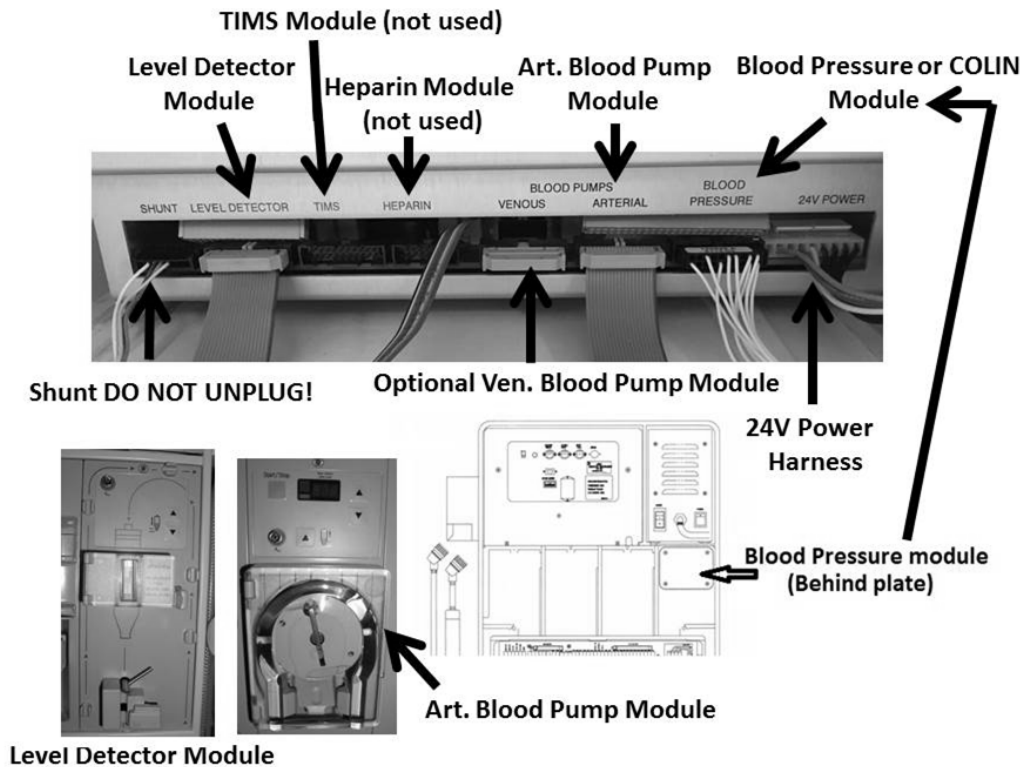 TIMS Module (not used)
Level Detector
Module
Heparin Module
(not used)
Art. Blood Pump
Module
Blood Pressure or COLIN
Module
BLOOD PUMPS
BLOOD
SHUNT LEVEL DETECTOR TIMS HEPARIN VENOUS ARTERIAL PRESSURE 24V POWER
Shunt DO NOT UNPLUG!
Optional Ven. Blood Pump Module
24V Power
Harness
Blood Pressure module
(Behind plate)
Start / Stop
Art. Blood Pump Module
Level Detector Module